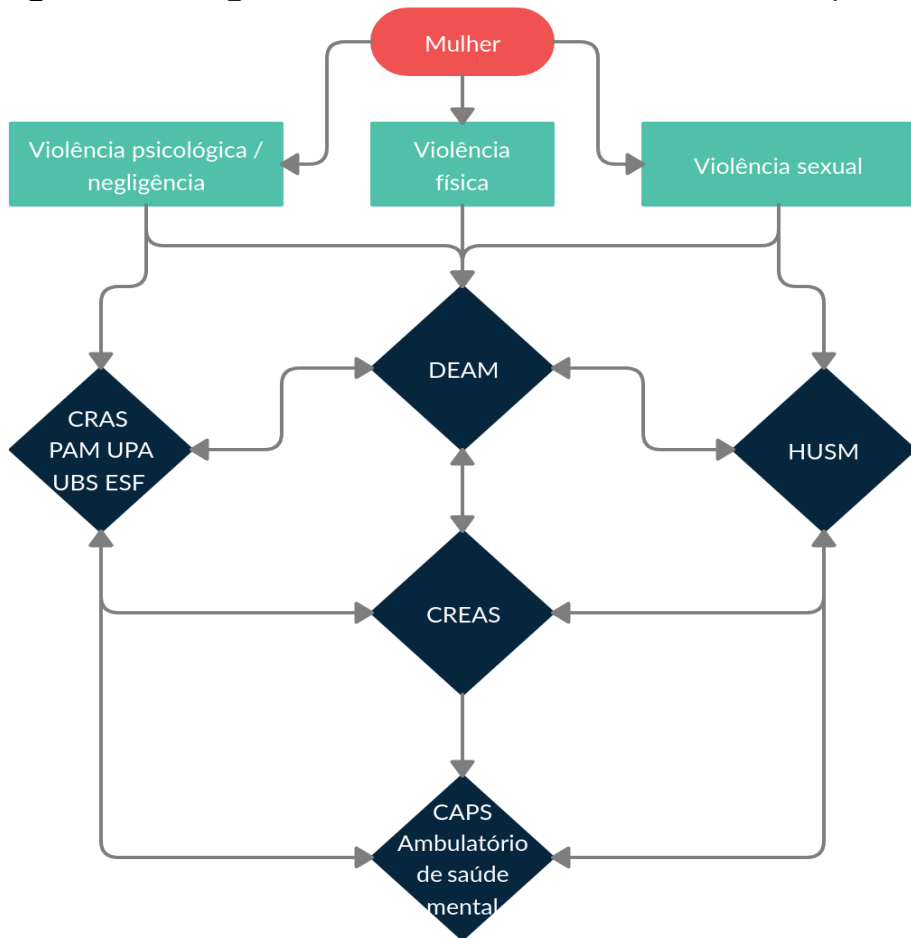 Mulher
Violência psicológica /
negligência
Violência
física
Violência sexual
DEAM
CRAS
PAM UPA
UBS ESF
HUSM
CREAS
CAPS
Ambulatório
de saúde
mental